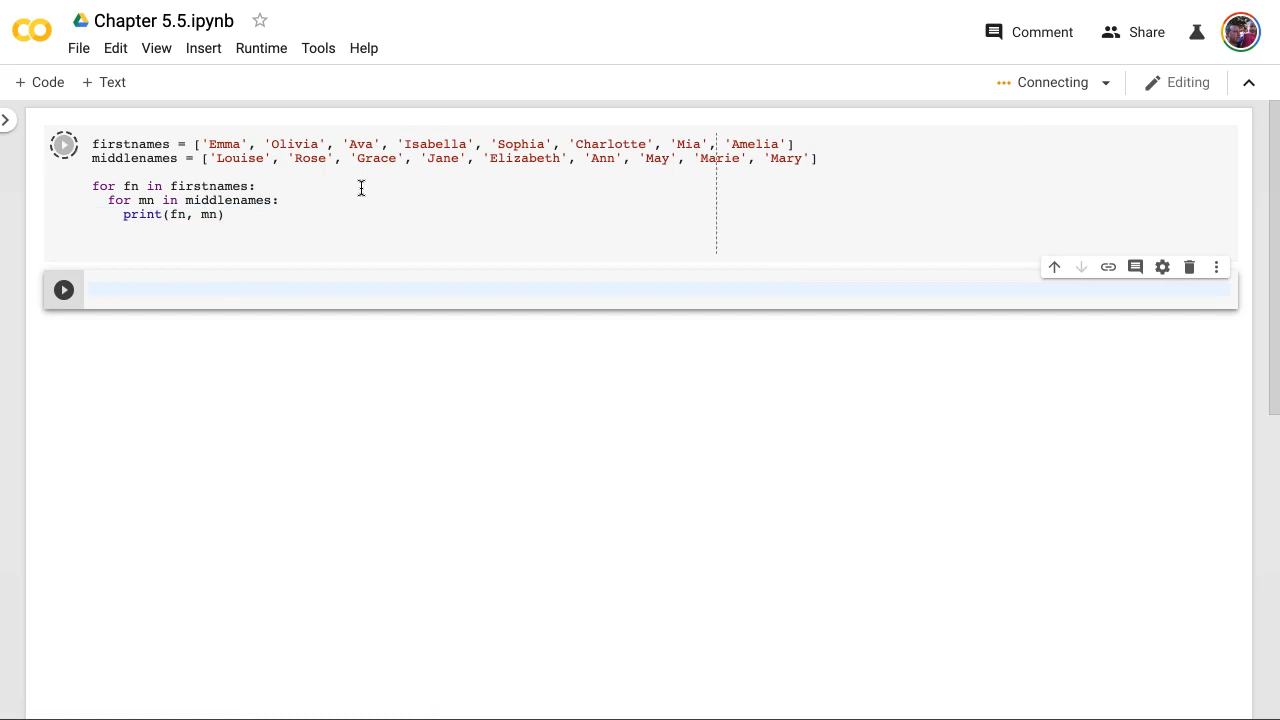 Chapter 5.5.ipynb
File Edit View Insert Runtime Tools Help
Comment Share
+ Code + Text
Connecting Editing
firstnames = ['Emma', 'Olivia', 'Ava', 'Isabella', 'Sophia', 'Charlotte', 'Mia', 'Amelia']
middlenames = ['Louise', 'Rose', 'Grace', 'Jane', 'Elizabeth', 'Ann', 'May', 'Marie', 'Mary']
for fn in firstnames:
  for mn in middlenames:
    print(fn, mn)